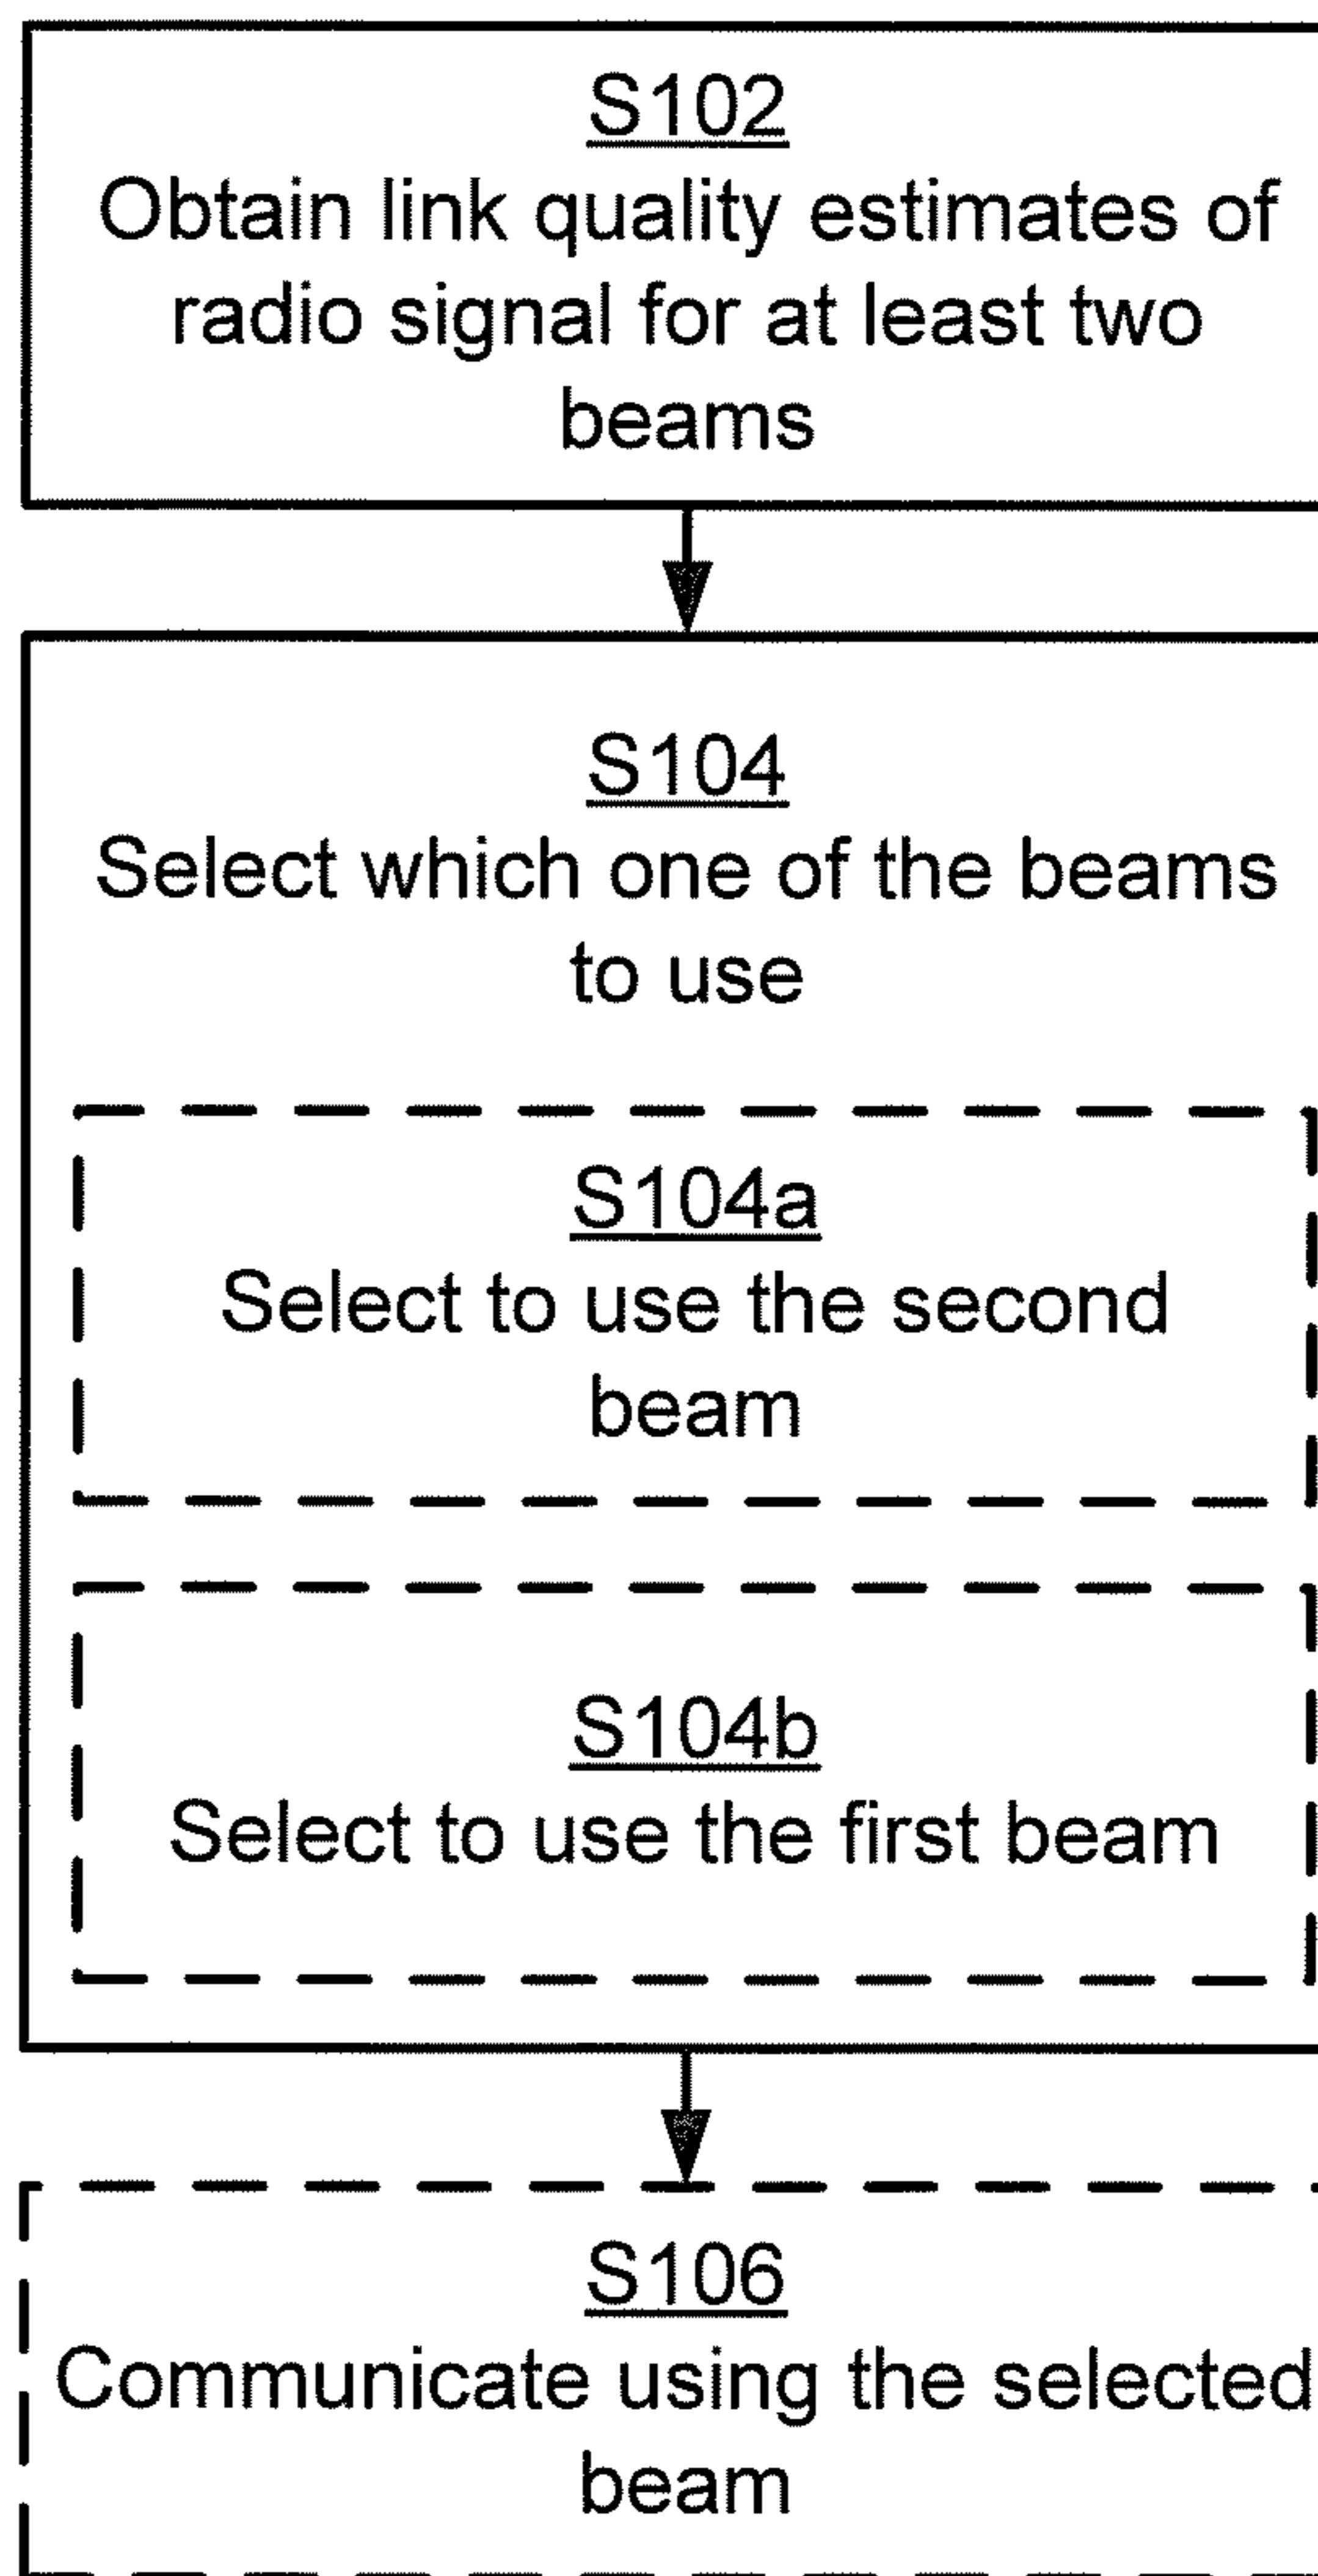 S102
Obtain link quality estimates of
radio signal for at least two
beams
S104
Select which one of the beams
to use
S104a
Select to use the second
beam
S104b
Select to use the first beam
S106
Communicate using the selected
beam